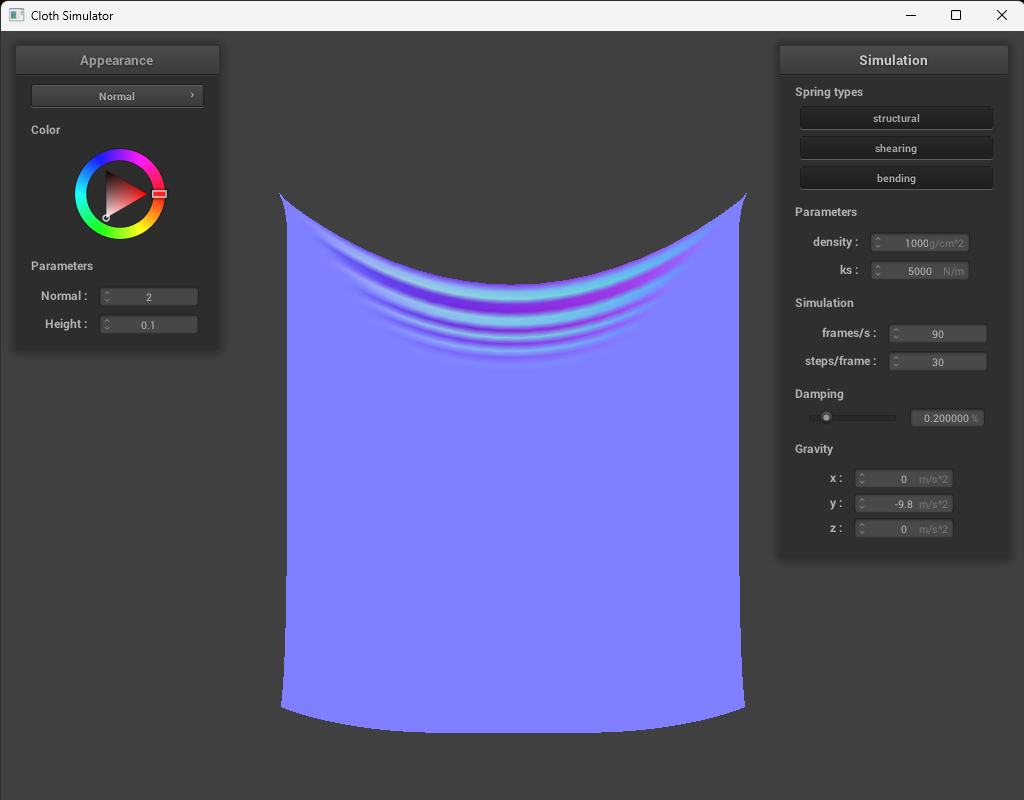 Cloth Simulator
Appearance
Normal
Color
Parameters
Normal : 2
Height : 0.1
Simulation
Spring types
structural
shearing
bending
Parameters
density : 1000g/cm^2
ks : 5000 N/m
Simulation
frames/s : 90
steps/frame : 30
Damping
0.200000 %
Gravity
x : 0 m/s^2
y : -9.8 m/s^2
z : 0 m/s^2